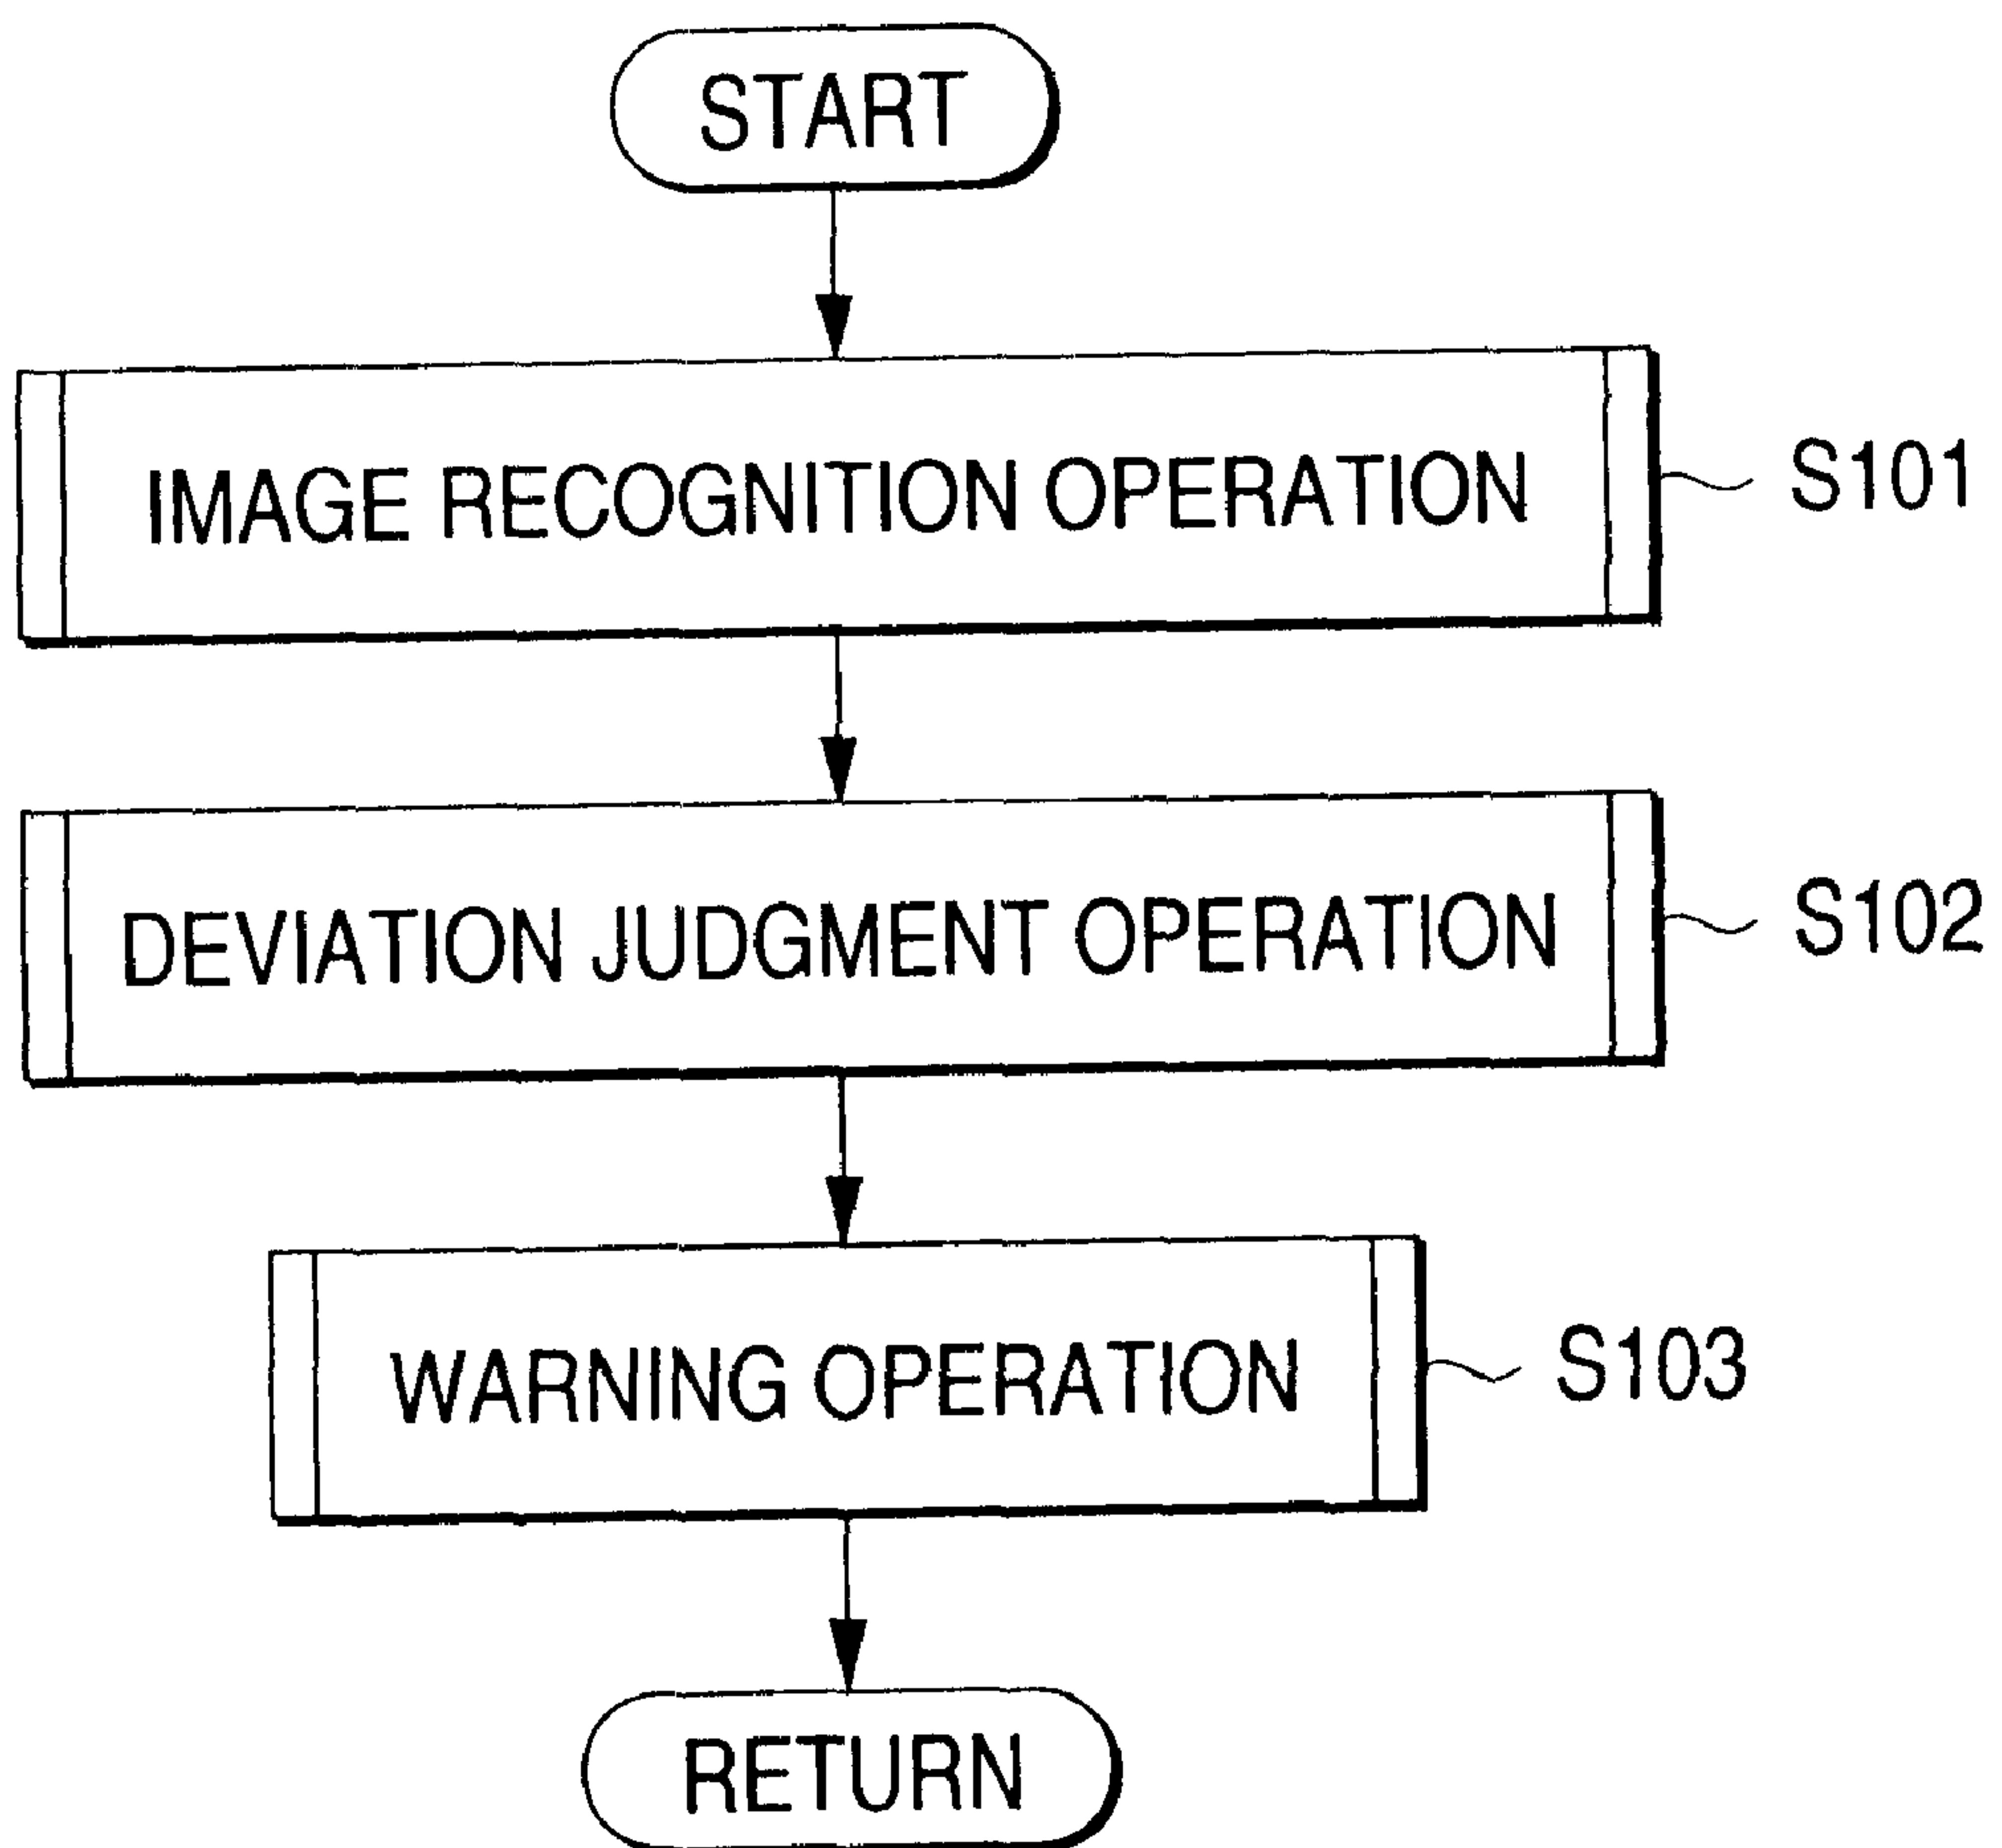 START
IMAGE RECOGNITION OPERATION
S101
DEVIATION JUDGMENT OPERATION
S102
WARNING OPERATION
S103
RETURN